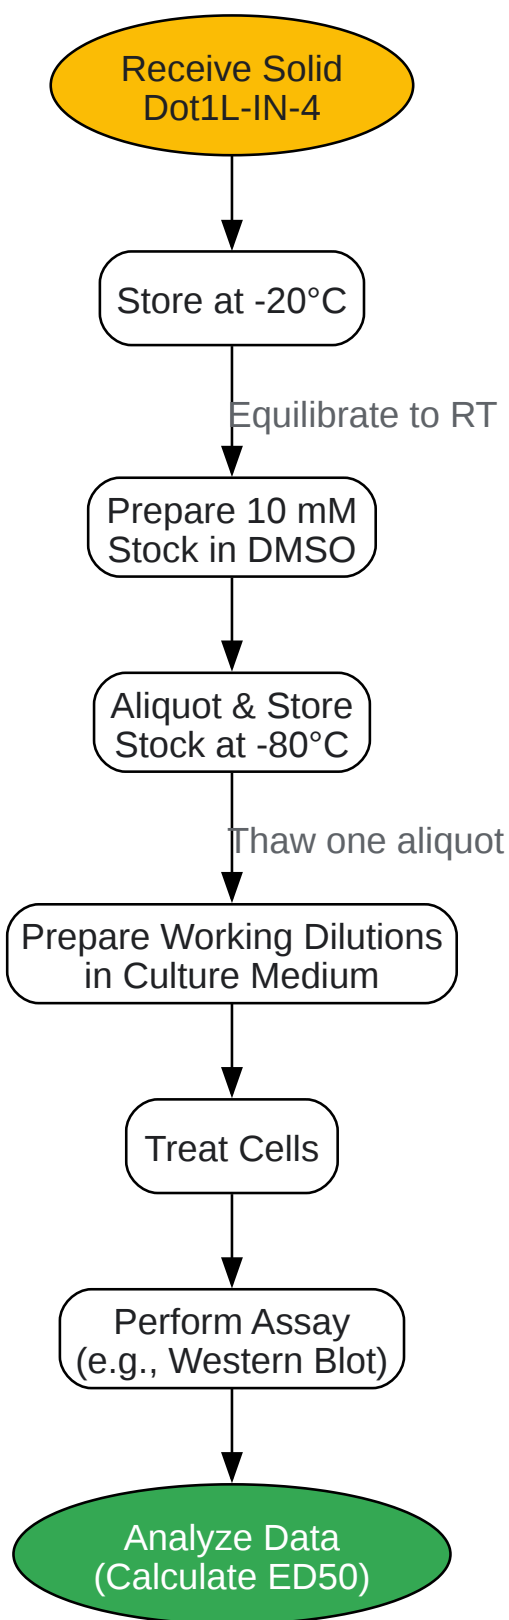 Receive Solid
Dot1L-IN-4
Store at -20°C
Equilibrate to RT
Prepare 10 mM
Stock in DMSO
Aliquot & Store
Stock at -80°C
Thaw one aliquot
Prepare Working Dilutions
in Culture Medium
Treat Cells
Perform Assay
(e.g., Western Blot)
Analyze Data
(Calculate ED50)